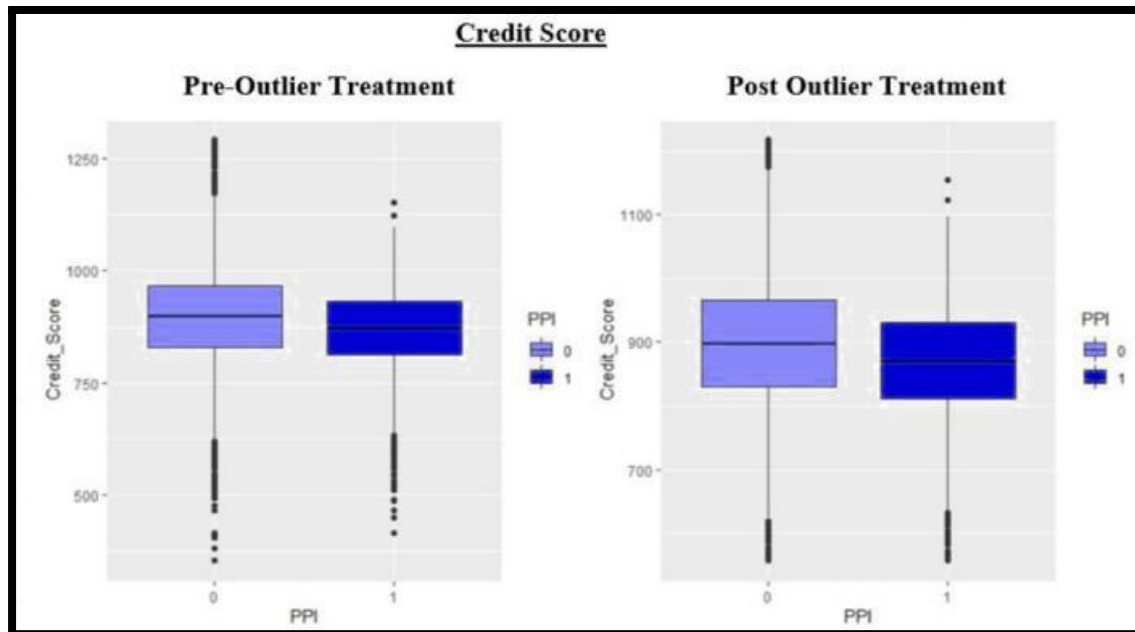 Credit Score
Pre-Outlier Treatment
Credit_Score
1250
1000
750
500
0
1
PPI
PPI
0
1
Post Outlier Treatment
Credit_Score
1100
900
700
0
1
PPI
PPI
0
1